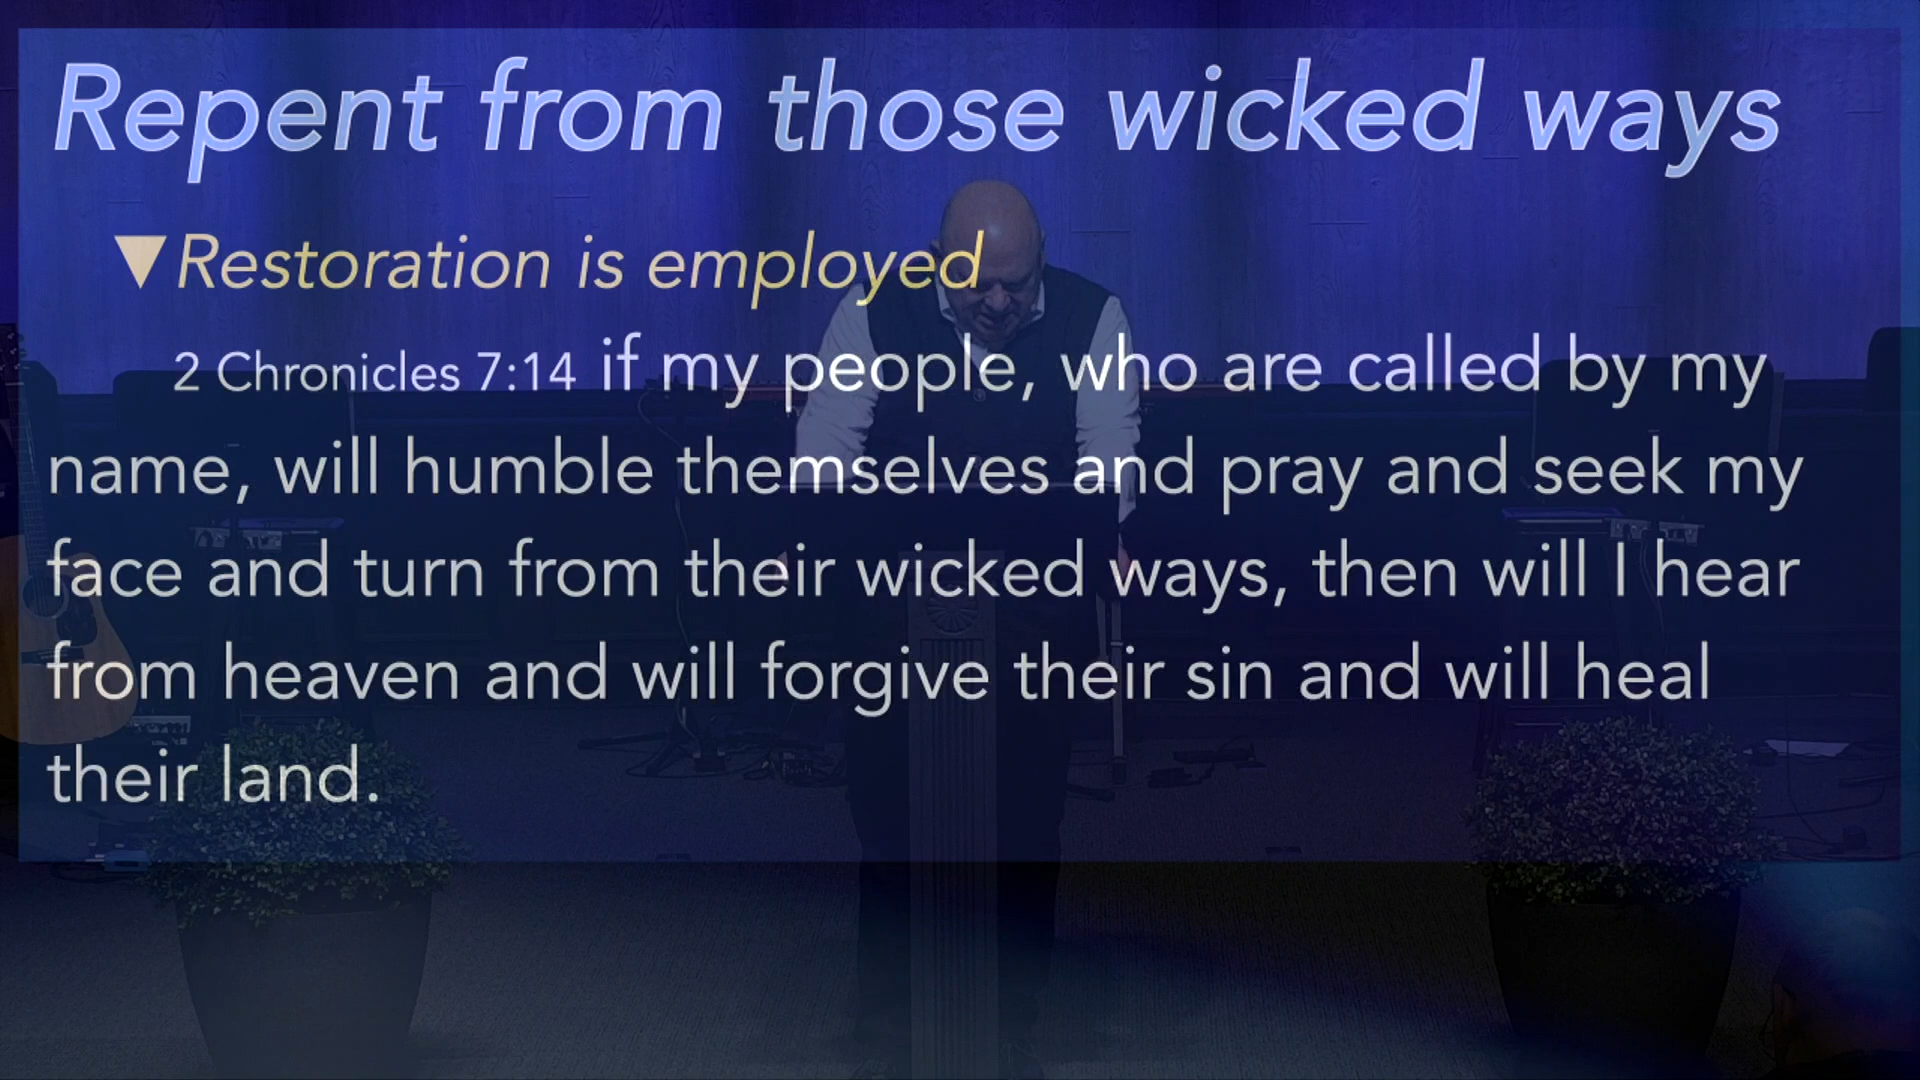 Repent from those wicked ways
▼Restoration is employed
2 Chronicles 7:14 if my people, who are called by my
name, will humble themselves and pray and seek my
face and turn from their wicked ways, then will I hear
from heaven and will forgive their sin and will heal
their land.